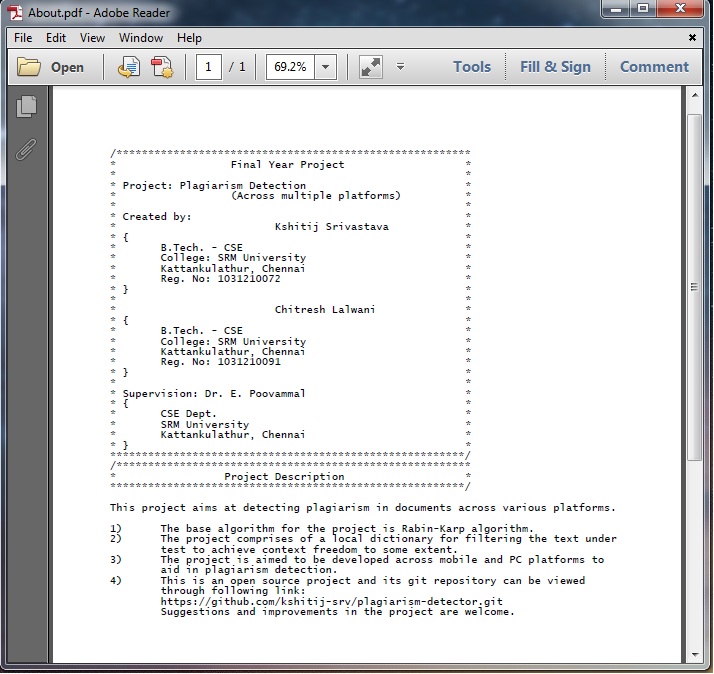 About.pdf - Adobe Reader
File Edit View Window Help
Open 1 / 1 69.2% Tools Fill & Sign Comment
/********************************************************
* Final Year Project *
* *
* Project: Plagiarism Detection *
* (Across multiple platforms) *
* *
* Created by: *
* Kshitij Srivastava *
* { *
* B.Tech. - CSE *
* College: SRM University *
* Kattankulathur, Chennai *
* Reg. No: 1031210072 *
* } *
* *
* Chitresh Lalwani *
* { *
* B.Tech. - CSE *
* College: SRM University *
* Kattankulathur, Chennai *
* Reg. No: 1031210091 *
* } *
* *
* Supervision: Dr. E. Poovammal *
* { *
* CSE Dept. *
* SRM University *
* Kattankulathur, Chennai *
* } *
********************************************************/
/********************************************************
* Project Description *
********************************************************/
This project aims at detecting plagiarism in documents across various platforms.
1) The base algorithm for the project is Rabin-Karp algorithm.
2) The project comprises of a local dictionary for filtering the text under
test to achieve context freedom to some extent.
3) The project is aimed to be developed across mobile and PC platforms to
aid in plagiarism detection.
4) This is an open source project and its git repository can be viewed
through following link:
https://github.com/kshitij-srv/plagiarism-detector.git
Suggestions and improvements in the project are welcome.